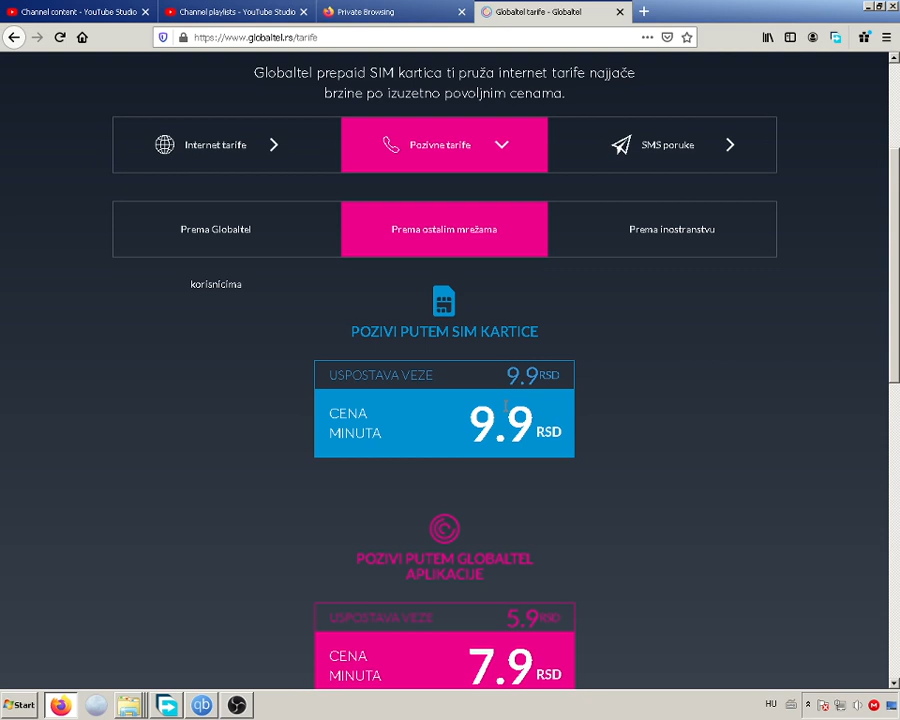 Channel content - YouTube Studio
Channel playlists - YouTube Studio
Private Browsing
Globaltel tarife - Globaltel
https://www.globaltel.rs/tarife
Globaltel prepaid SIM kartica ti pruža internet tarife najjače
brzine po izuzetno povoljnim cenama.
Internet tarife
Pozivne tarife
SMS poruke
Prema Globaltel
Prema ostalim mrežama
Prema inostranstvu
korisnicima
POZIVI PUTEM SIM KARTICE
USPOSTAVA VEZE 9.9 RSD
CENA
MINUTA
9.9 RSD
POZIVI PUTEM GLOBALTEL
APLIKACIJE
USPOSTAVA VEZE 5.9 RSD
CENA
MINUTA
7.9 RSD
Start
qb
HU